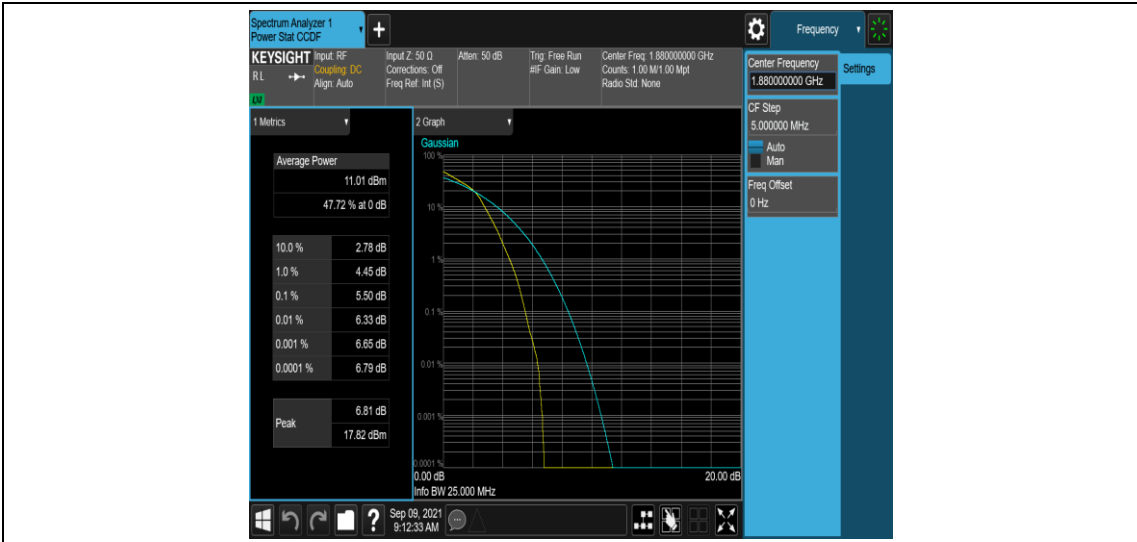 Spectrum Analyzer 1
Power Stat CCDF
+
Frequency
KEYSIGHT
R L
LXI
Input: RF
Coupling: DC
Align: Auto
Input Z: 50 Ω
Corrections: Off
Freq Ref: Int (S)
Atten: 50 dB
Trig: Free Run
#IF Gain: Low
Center Freq: 1.880000000 GHz
Counts: 1.00 M/1.00 Mpt
Radio Std: None
Center Frequency
1.880000000 GHz
Settings
CF Step
5.000000 MHz
Auto
Man
Freq Offset
0 Hz
1 Metrics
Average Power
11.01 dBm
47.72 % at 0 dB
10.0 % 2.78 dB
1.0 % 4.45 dB
0.1 % 5.50 dB
0.01 % 6.33 dB
0.001 % 6.65 dB
0.0001 % 6.79 dB
Peak
6.81 dB
17.82 dBm
2 Graph
Gaussian
100 %
10 %
1 %
0.1 %
0.01 %
0.001 %
0.0001 %
0.00 dB
20.00 dB
Info BW 25.000 MHz
?
Sep 09, 2021
9:12:33 AM